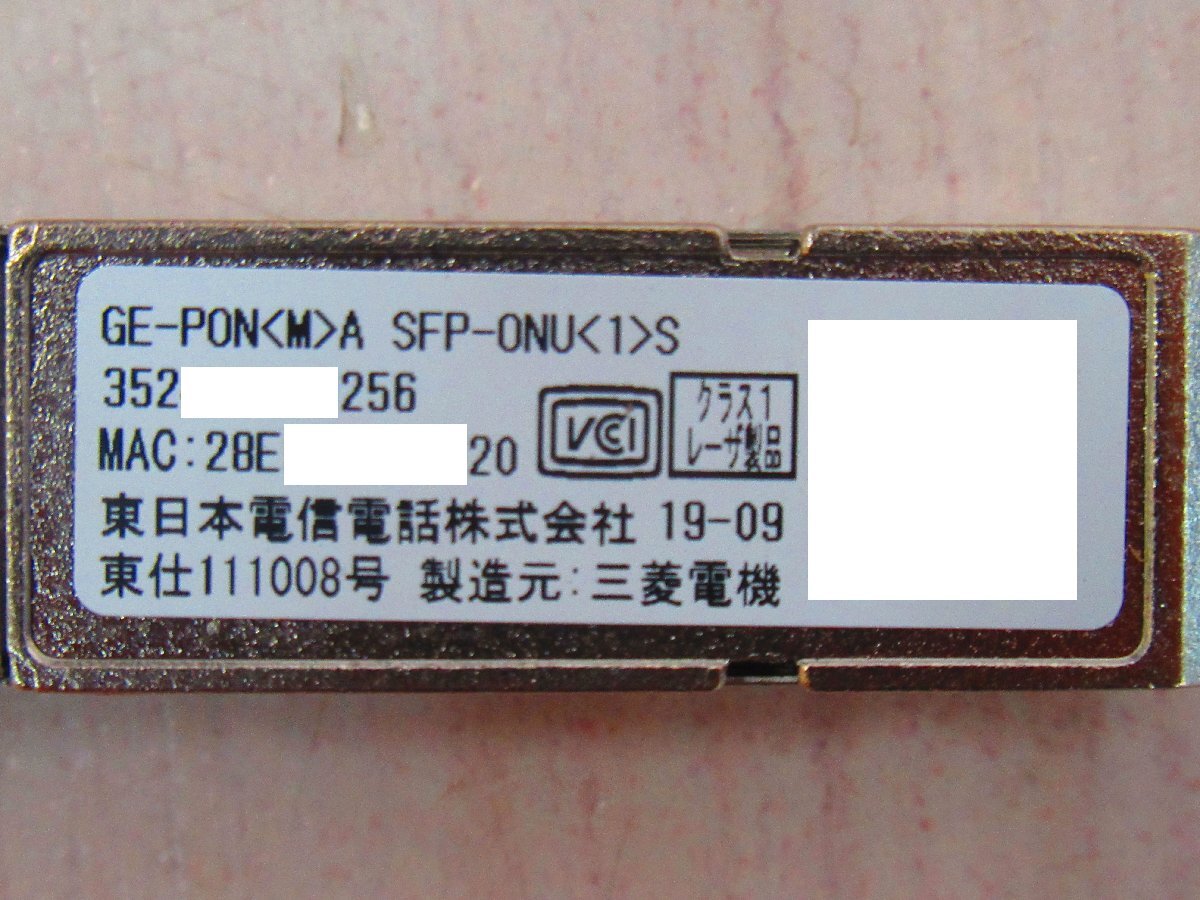 GE-PON<M>A SFP-ONU<1>S
352 256
MAC:28E 20
VCI
クラス1
レーザ製品
東日本電信電話株式会社 19-09
東仕111008号 製造元:三菱電機